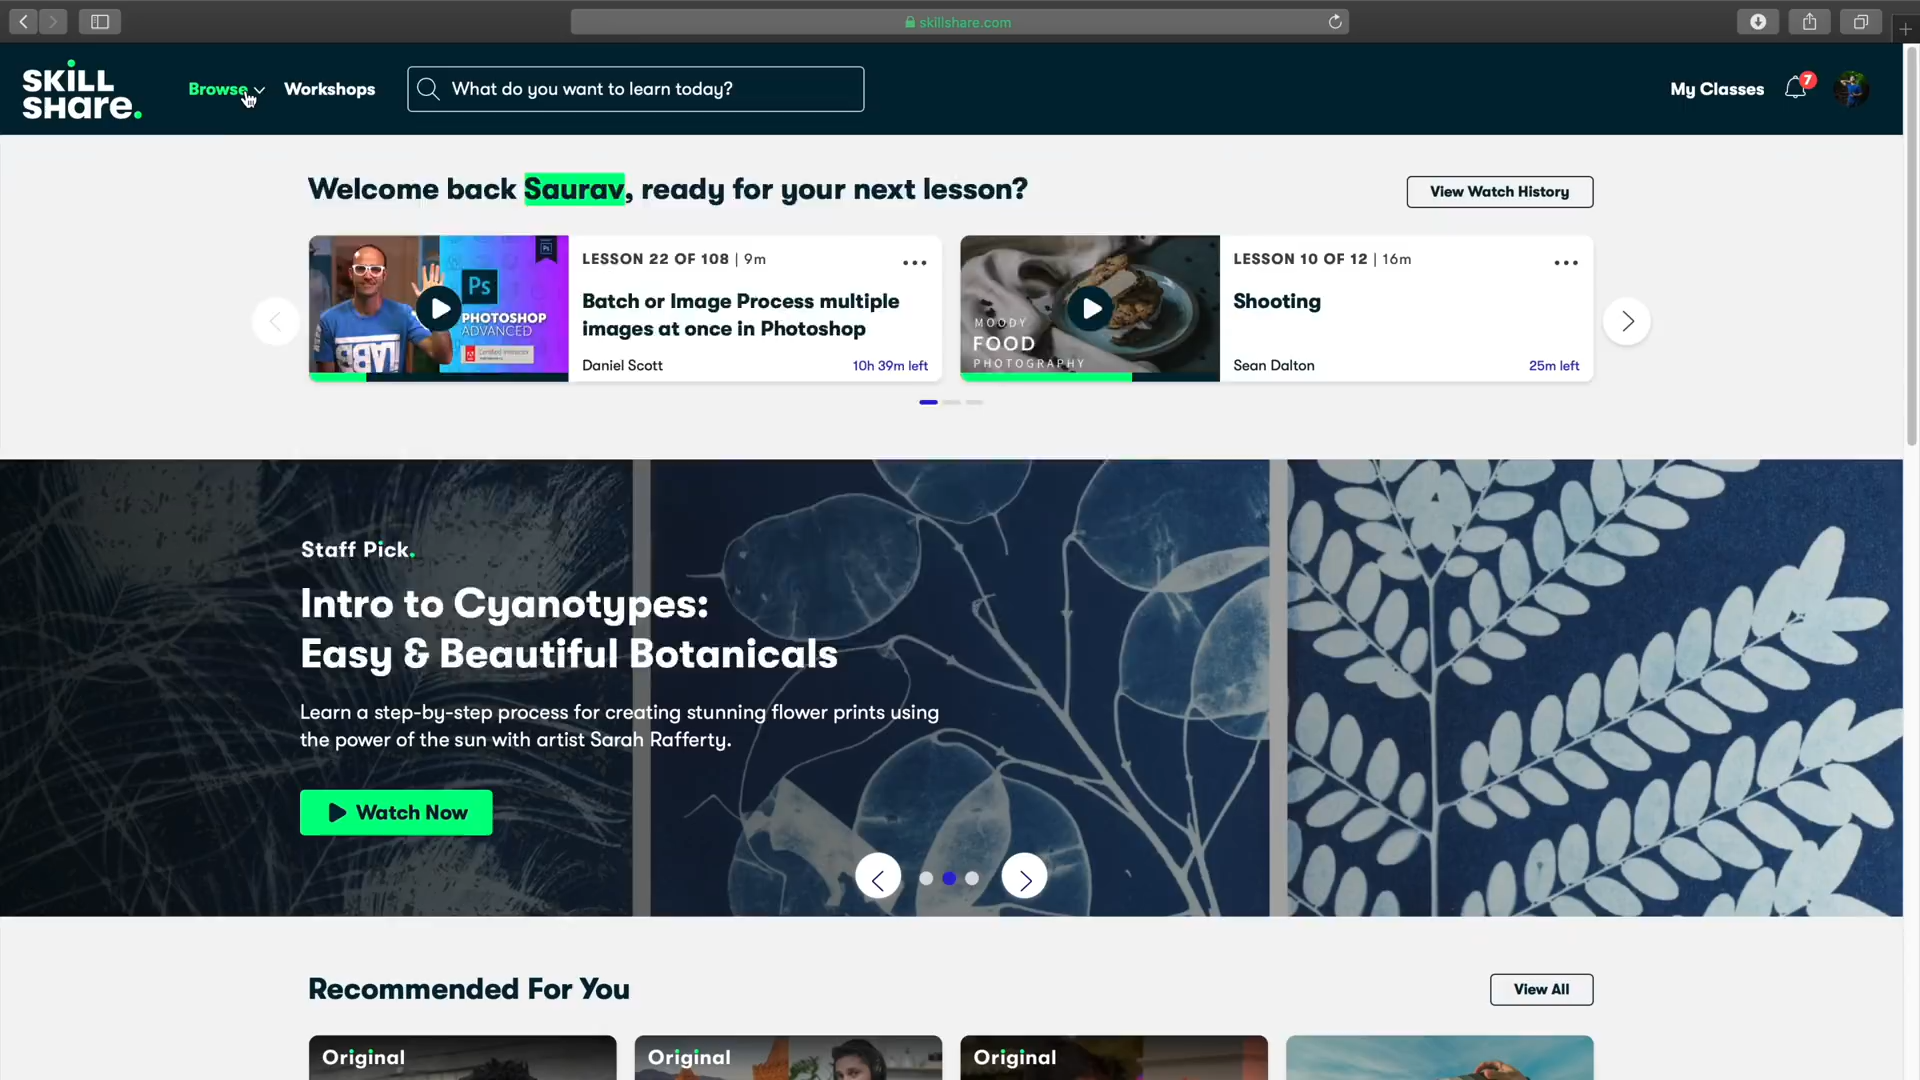 skillshare.com
SKILL
SHare.
Browse
Workshops
What do you want to learn today?
My Classes
7
Welcome back Saurav, ready for your next lesson?
View Watch History
Ps
PHOTOSHOP
ADVANCED
Certified Instructor
LESSON 22 OF 108 | 9m
Batch or Image Process multiple
images at once in Photoshop
Daniel Scott
10h 39m left
MOODY
FOOD
PHOTOGRAPHY
LESSON 10 OF 12 | 16m
Shooting
Sean Dalton
25m left
Staff Pick.
Intro to Cyanotypes:
Easy & Beautiful Botanicals
Learn a step-by-step process for creating stunning flower prints using
the power of the sun with artist Sarah Rafferty.
Watch Now
Recommended For You
View All
Original
Original
Original